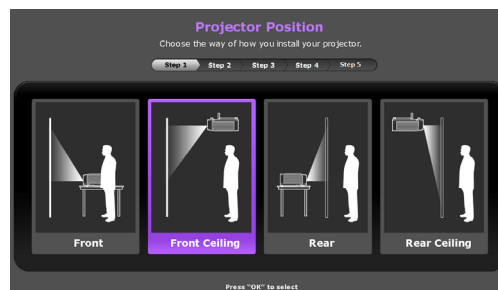 Projector Position
Choose the way of how you install your projector.
Step 1 Step 2 Step 3 Step 4 Step 5
Front Front Ceiling Rear Rear Ceiling
Press "OK" to select